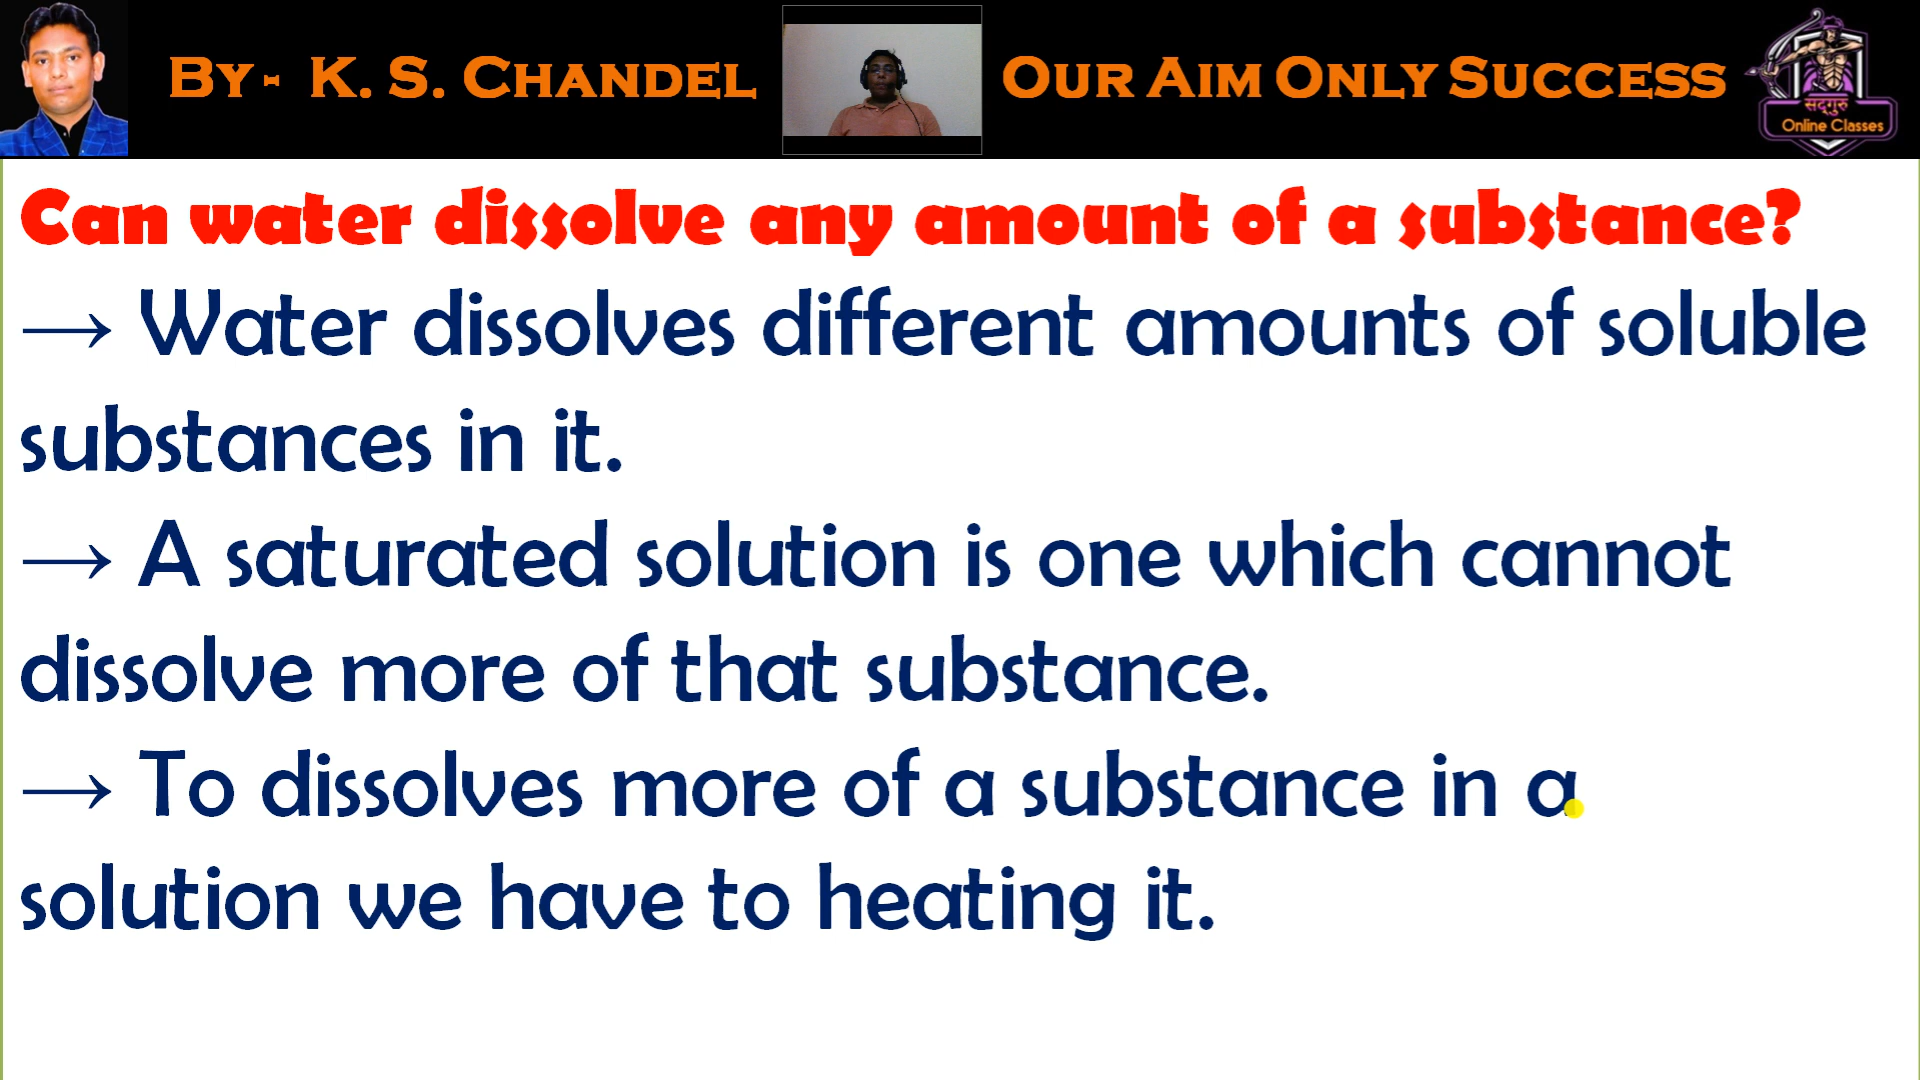 By - K. S. Chandel
Our Aim Only Success
सद्गुरु
Online Classes
Can water dissolve any amount of a substance?
→ Water dissolves different amounts of soluble
substances in it.
→ A saturated solution is one which cannot
dissolve more of that substance.
→ To dissolves more of a substance in a
solution we have to heating it.